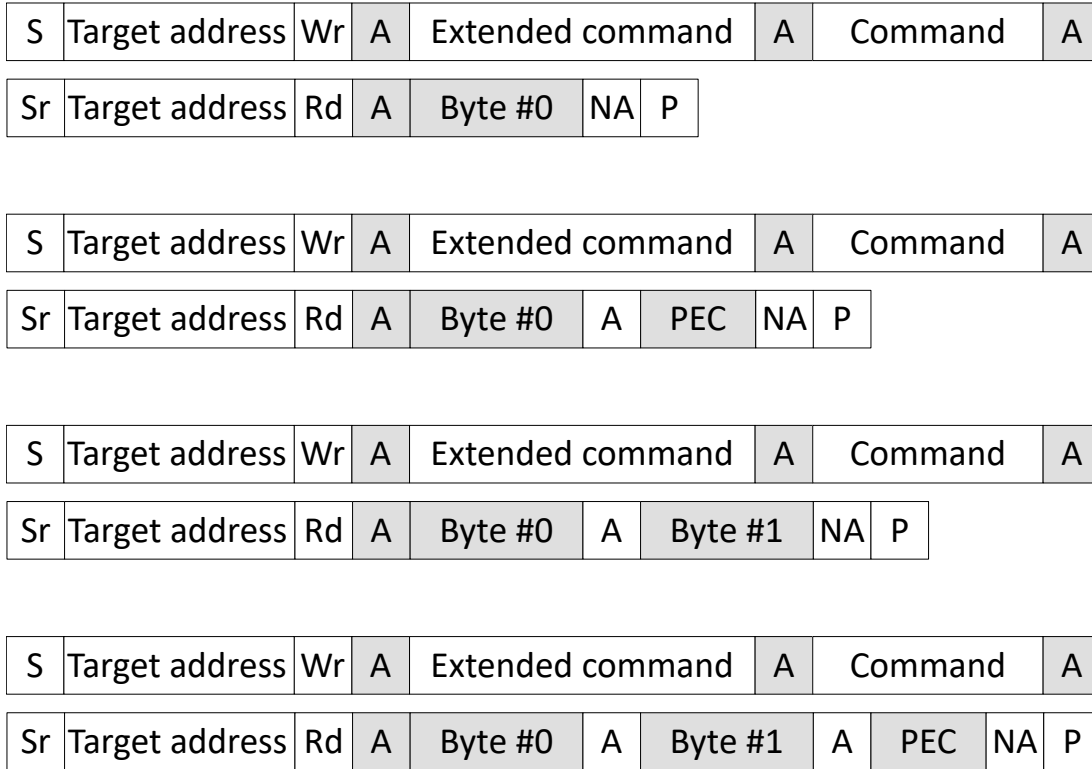 S Target address Wr A Extended command A Command A
Sr Target address Rd A Byte #0 NA P
S Target address Wr A Extended command A Command A
Sr Target address Rd A Byte #0 A PEC NA P
S Target address Wr A Extended command A Command A
Sr Target address Rd A Byte #0 A Byte #1 NA P
S Target address Wr A Extended command A Command A
Sr Target address Rd A Byte #0 A Byte #1 A PEC NA P